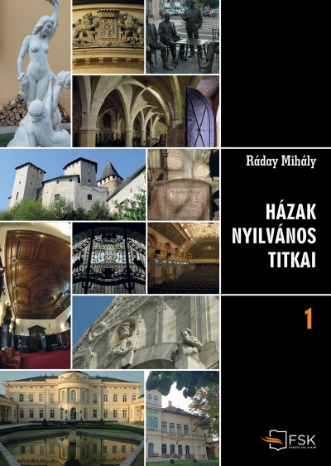 Ráday Mihály
HÁZAK
NYILVÁNOS
TITKAI
1
FSK